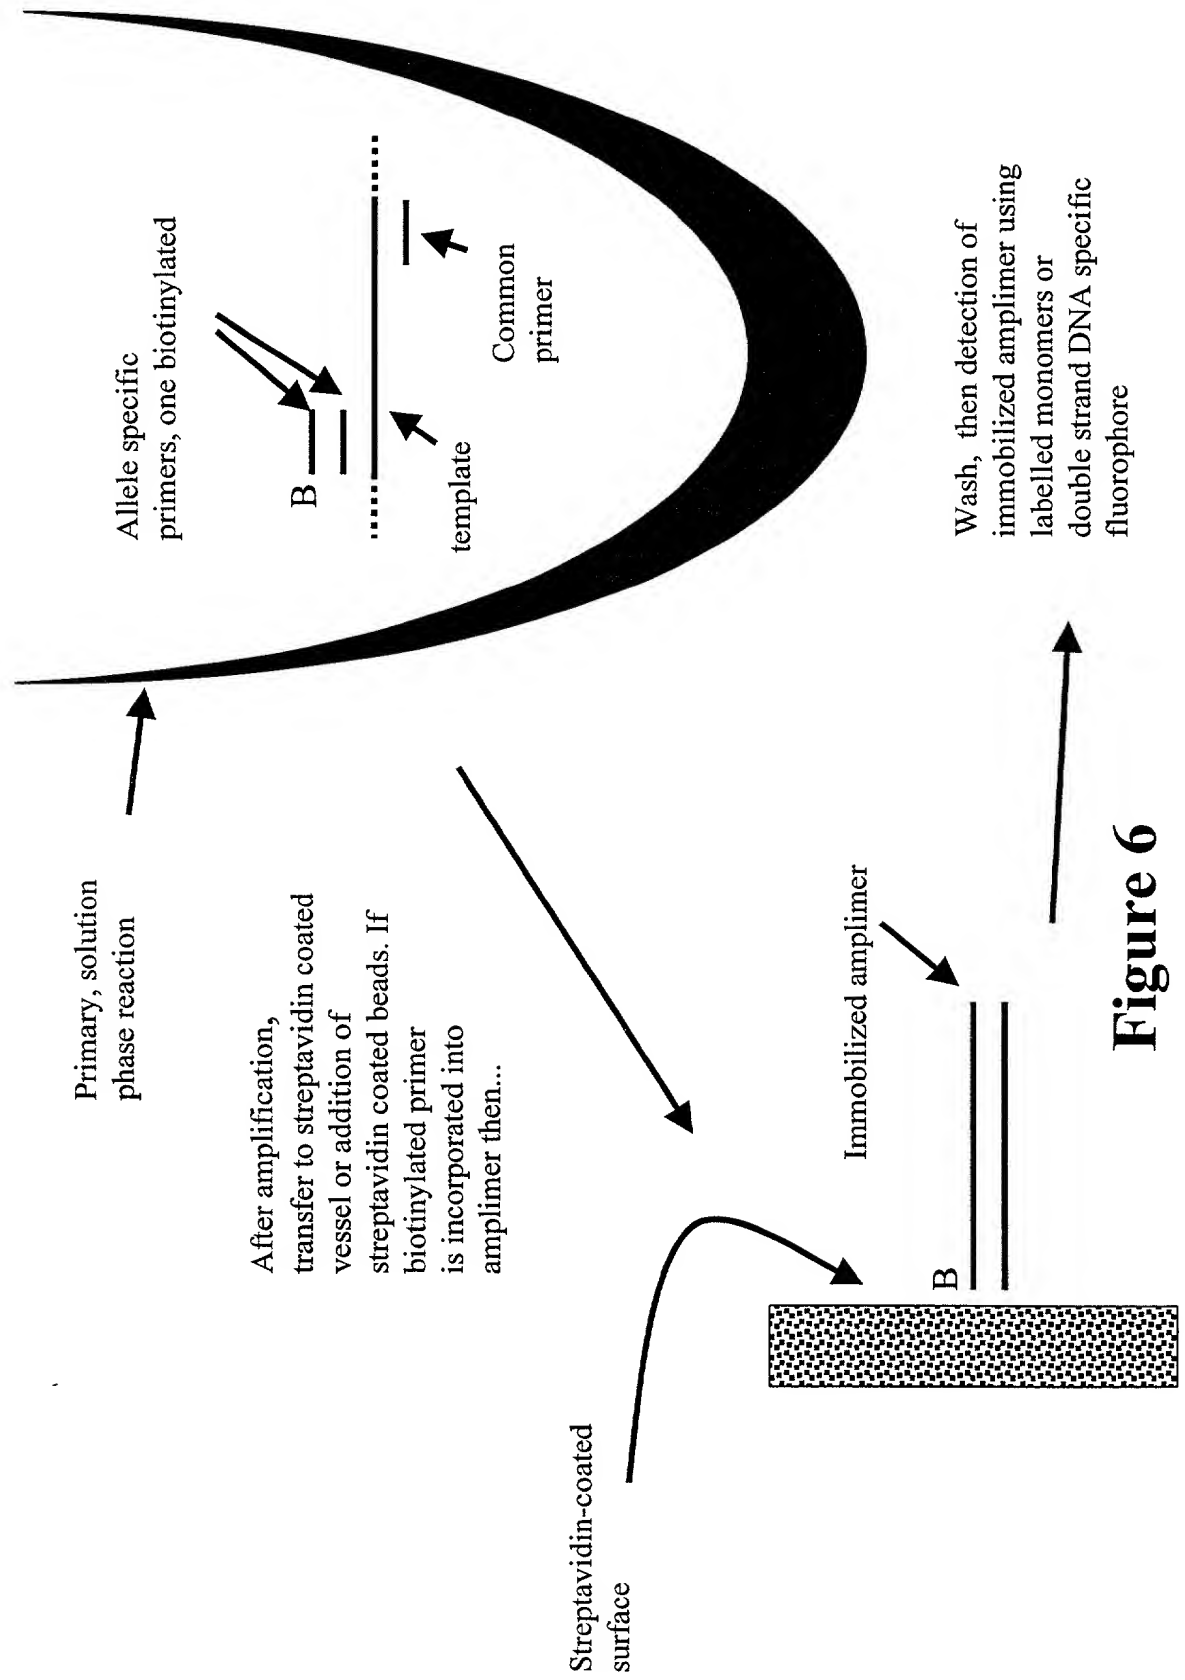 Primary, solution
phase reaction
Allele specific
primers, one biotinylated
B
template
Common
primer
After amplification,
transfer to streptavidin coated
vessel or addition of
streptavidin coated beads. If
biotinylated primer
is incorporated into
amplimer then...
Streptavidin-coated
surface
Immobilized amplimer
B
Wash, then detection of
immobilized amplimer using
labelled monomers or
double strand DNA specific
fluorophore
Figure 6